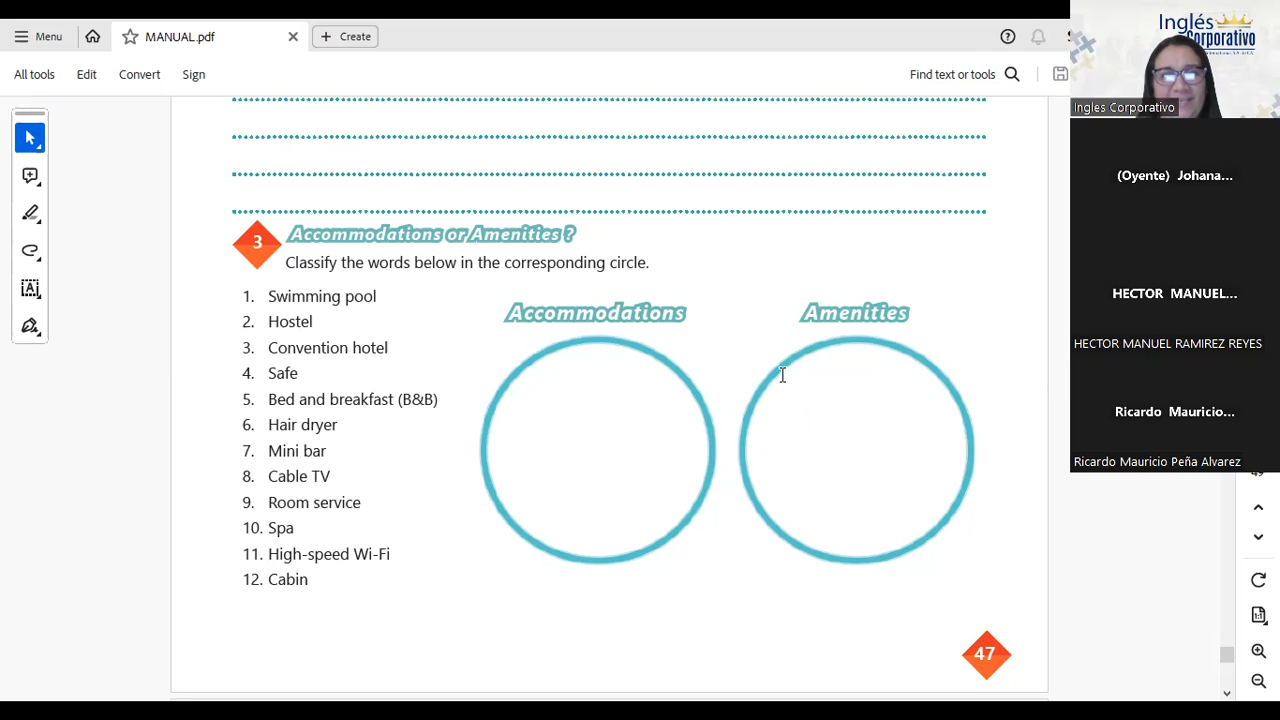 Menu
MANUAL.pdf
Create
All tools
Edit
Convert
Sign
Find text or tools
3
Accommodations or Amenities ?
Classify the words below in the corresponding circle.
1. Swimming pool
2. Hostel
3. Convention hotel
4. Safe
5. Bed and breakfast (B&B)
6. Hair dryer
7. Mini bar
8. Cable TV
9. Room service
10. Spa
11. High-speed Wi-Fi
12. Cabin
Accommodations
Amenities
47
Inglés
Corporativo
Ingles Corporativo
(Oyente) Johana...
HECTOR MANUEL...
HECTOR MANUEL RAMIREZ REYES
Ricardo Mauricio...
Ricardo Mauricio Peña Alvarez